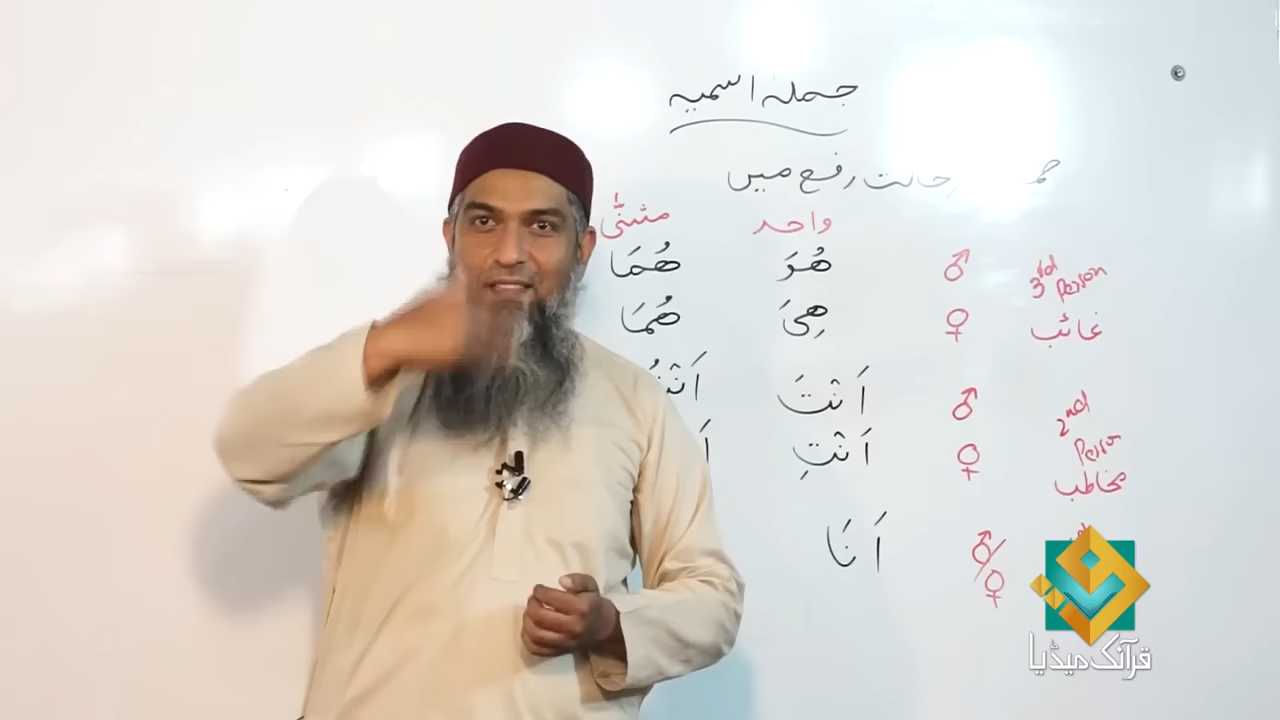 جملہ اسمیہ
حالت رفع میں
واحد مثنّٰی
3rd Person
غائب
♂ هُوَ هُمَا
♀ هِيَ هُمَا
2nd Person
مخاطب
♂ اَنْتَ
♀ اَنْتِ
♂/♀ اَنَا
قرآنک میڈیا